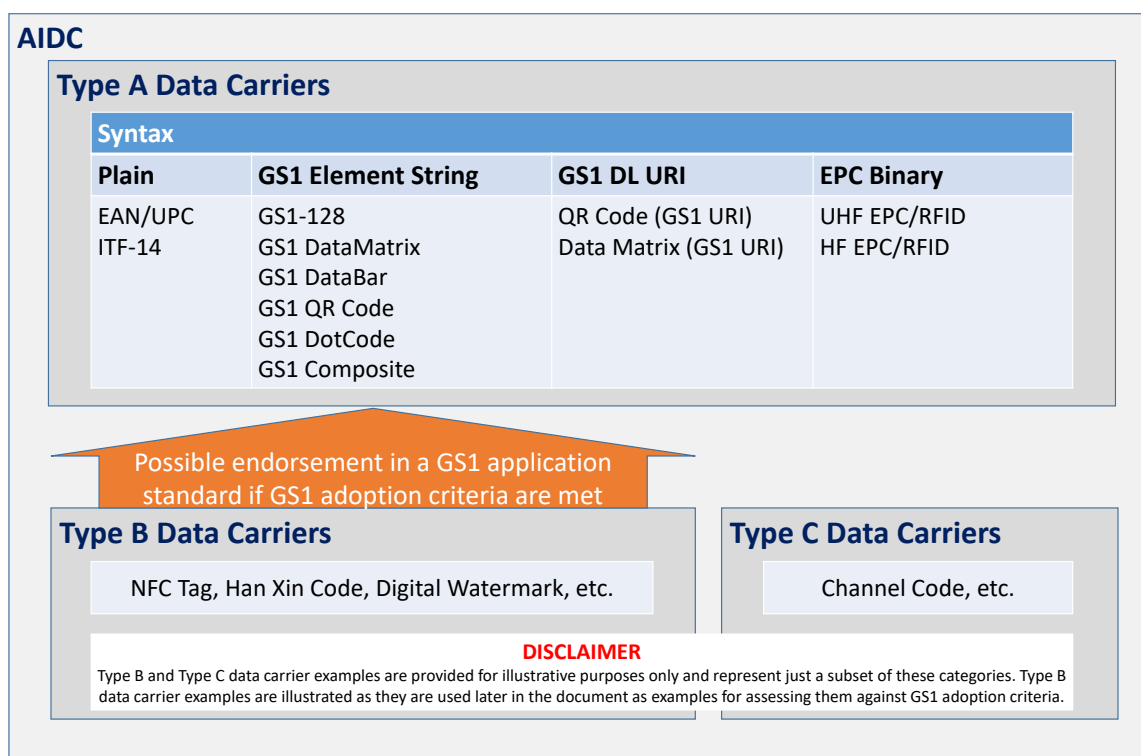 AIDC
Type A Data Carriers
Syntax
Plain
GS1 Element String
GS1 DL URI
EPC Binary
EAN/UPC
ITF-14
GS1-128
GS1 DataMatrix
GS1 DataBar
GS1 QR Code
GS1 DotCode
GS1 Composite
QR Code (GS1 URI)
Data Matrix (GS1 URI)
UHF EPC/RFID
HF EPC/RFID
Possible endorsement in a GS1 application
standard if GS1 adoption criteria are met
Type B Data Carriers
NFC Tag, Han Xin Code, Digital Watermark, etc.
Type C Data Carriers
Channel Code, etc.
DISCLAIMER
Type B and Type C data carrier examples are provided for illustrative purposes only and represent just a subset of these categories. Type B
data carrier examples are illustrated as they are used later in the document as examples for assessing them against GS1 adoption criteria.